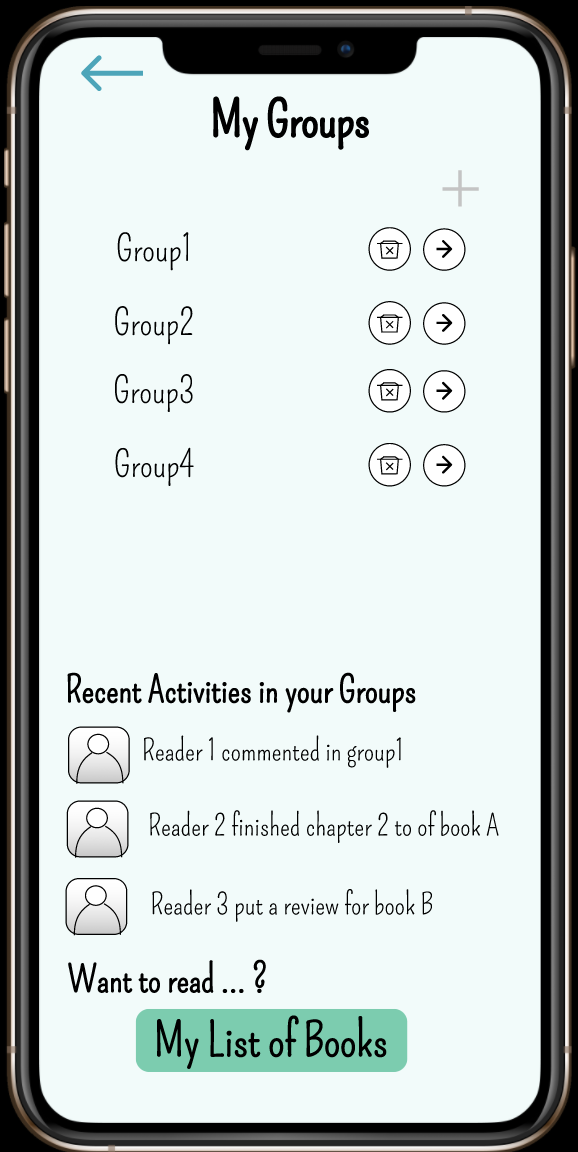 My Groups
Group1
Group2
Group3
Group4
Recent Activities in your Groups
Reader 1 commented in group1
Reader 2 finished chapter 2 to of book A
Reader 3 put a review for book B
Want to read ... ?
My List of Books